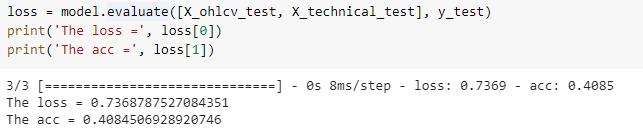 loss = model.evaluate([X_ohlcv_test, X_technical_test], y_test)
print('The loss =', loss[0])
print('The acc =', loss[1])
3/3 [==============================] - 0s 8ms/step - loss: 0.7369 - acc: 0.4085
The loss = 0.7368787527084351
The acc = 0.4084506928920746